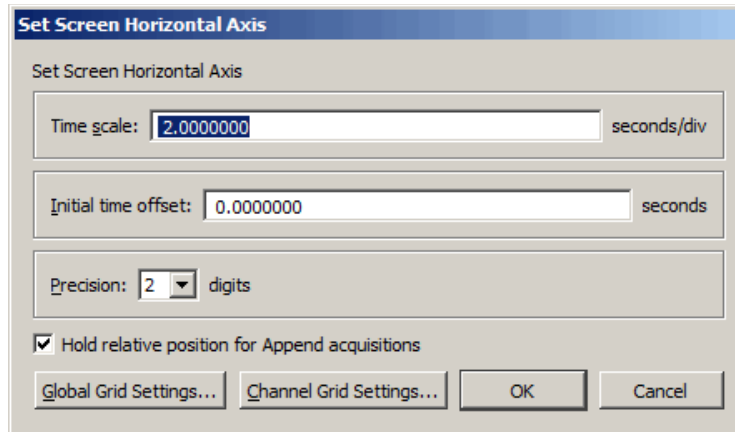 Set Screen Horizontal Axis
Set Screen Horizontal Axis
Time scale: 2.0000000 seconds/div
Initial time offset: 0.0000000 seconds
Precision: 2 digits
Hold relative position for Append acquisitions
Global Grid Settings... Channel Grid Settings... OK Cancel